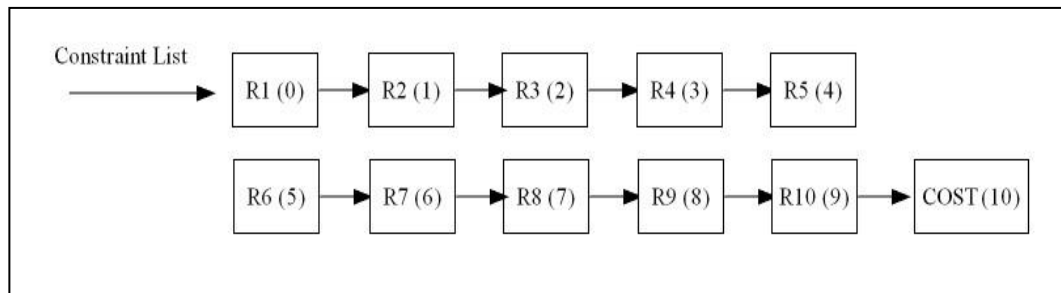 Constraint List
R1 (0) R2 (1) R3 (2) R4 (3) R5 (4)
R6 (5) R7 (6) R8 (7) R9 (8) R10 (9) COST (10)